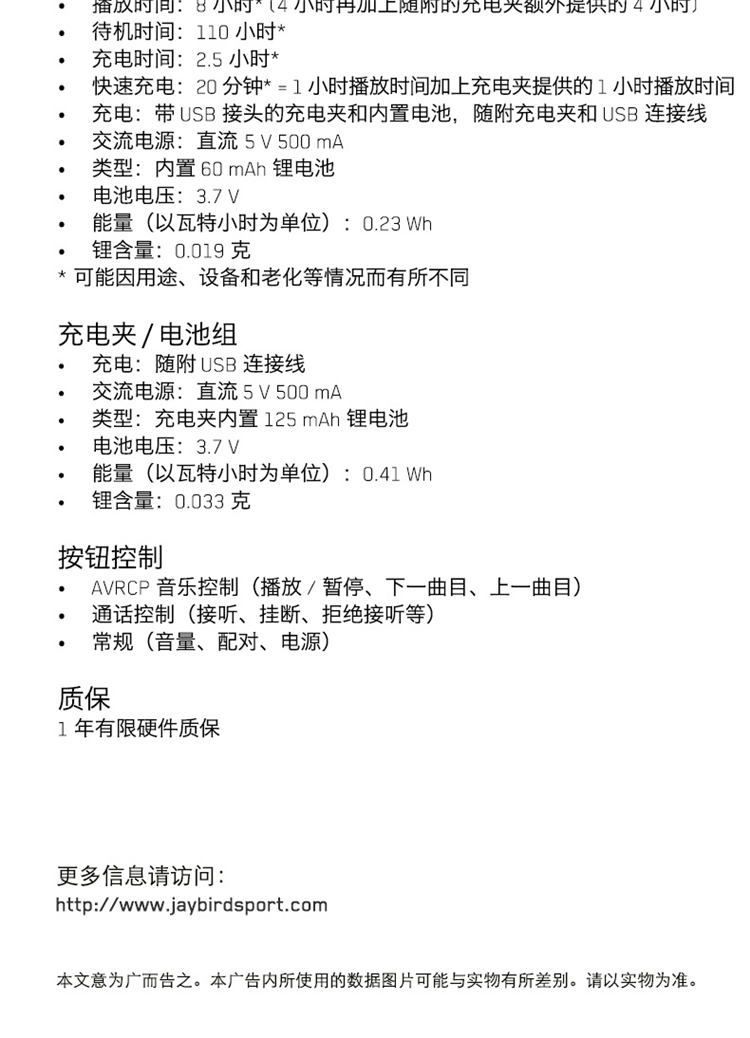 • 播放时间：8 小时* (4 小时再加上随附的充电夹额外提供的 4 小时)
• 待机时间：110 小时*
• 充电时间：2.5 小时*
• 快速充电：20 分钟* = 1 小时播放时间加上充电夹提供的 1 小时播放时间
• 充电：带 USB 接头的充电夹和内置电池，随附充电夹和 USB 连接线
• 交流电源：直流 5 V 500 mA
• 类型：内置 60 mAh 锂电池
• 电池电压：3.7 V
• 能量（以瓦特小时为单位）：0.23 Wh
• 锂含量：0.019 克
* 可能因用途、设备和老化等情况而有所不同
充电夹 / 电池组
• 充电：随附 USB 连接线
• 交流电源：直流 5 V 500 mA
• 类型：充电夹内置 125 mAh 锂电池
• 电池电压：3.7 V
• 能量（以瓦特小时为单位）：0.41 Wh
• 锂含量：0.033 克
按钮控制
• AVRCP 音乐控制（播放 / 暂停、下一曲目、上一曲目）
• 通话控制（接听、挂断、拒绝接听等）
• 常规（音量、配对、电源）
质保
1 年有限硬件质保
更多信息请访问：
http://www.jaybirdsport.com
本文意为广而告之。本广告内所使用的数据图片可能与实物有所差别。请以实物为准。